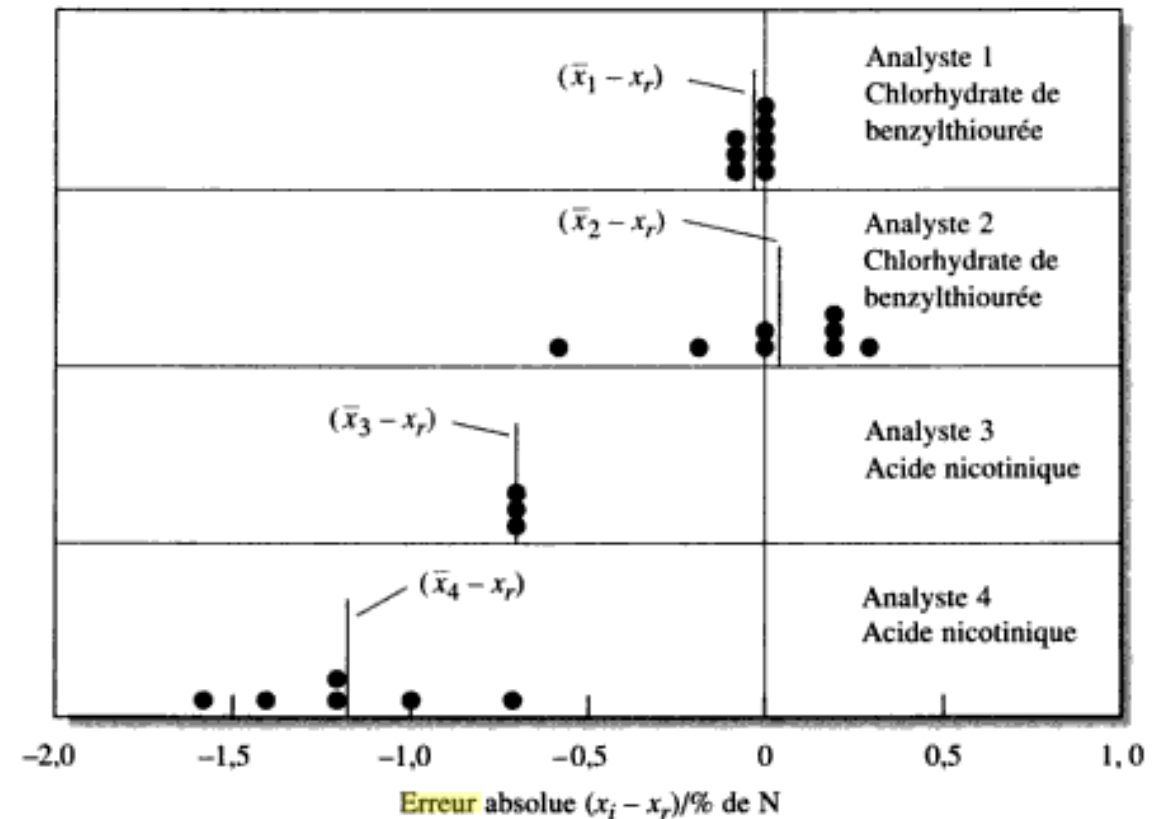 (x̄₁ – xᵣ)
Analyste 1
Chlorhydrate de
benzylthiourée
(x̄₂ – xᵣ)
Analyste 2
Chlorhydrate de
benzylthiourée
(x̄₃ – xᵣ)
Analyste 3
Acide nicotinique
(x̄₄ – xᵣ)
Analyste 4
Acide nicotinique
–2,0 –1,5 –1,0 –0,5 0 0,5 1, 0
Erreur absolue (xᵢ – xᵣ)/% de N